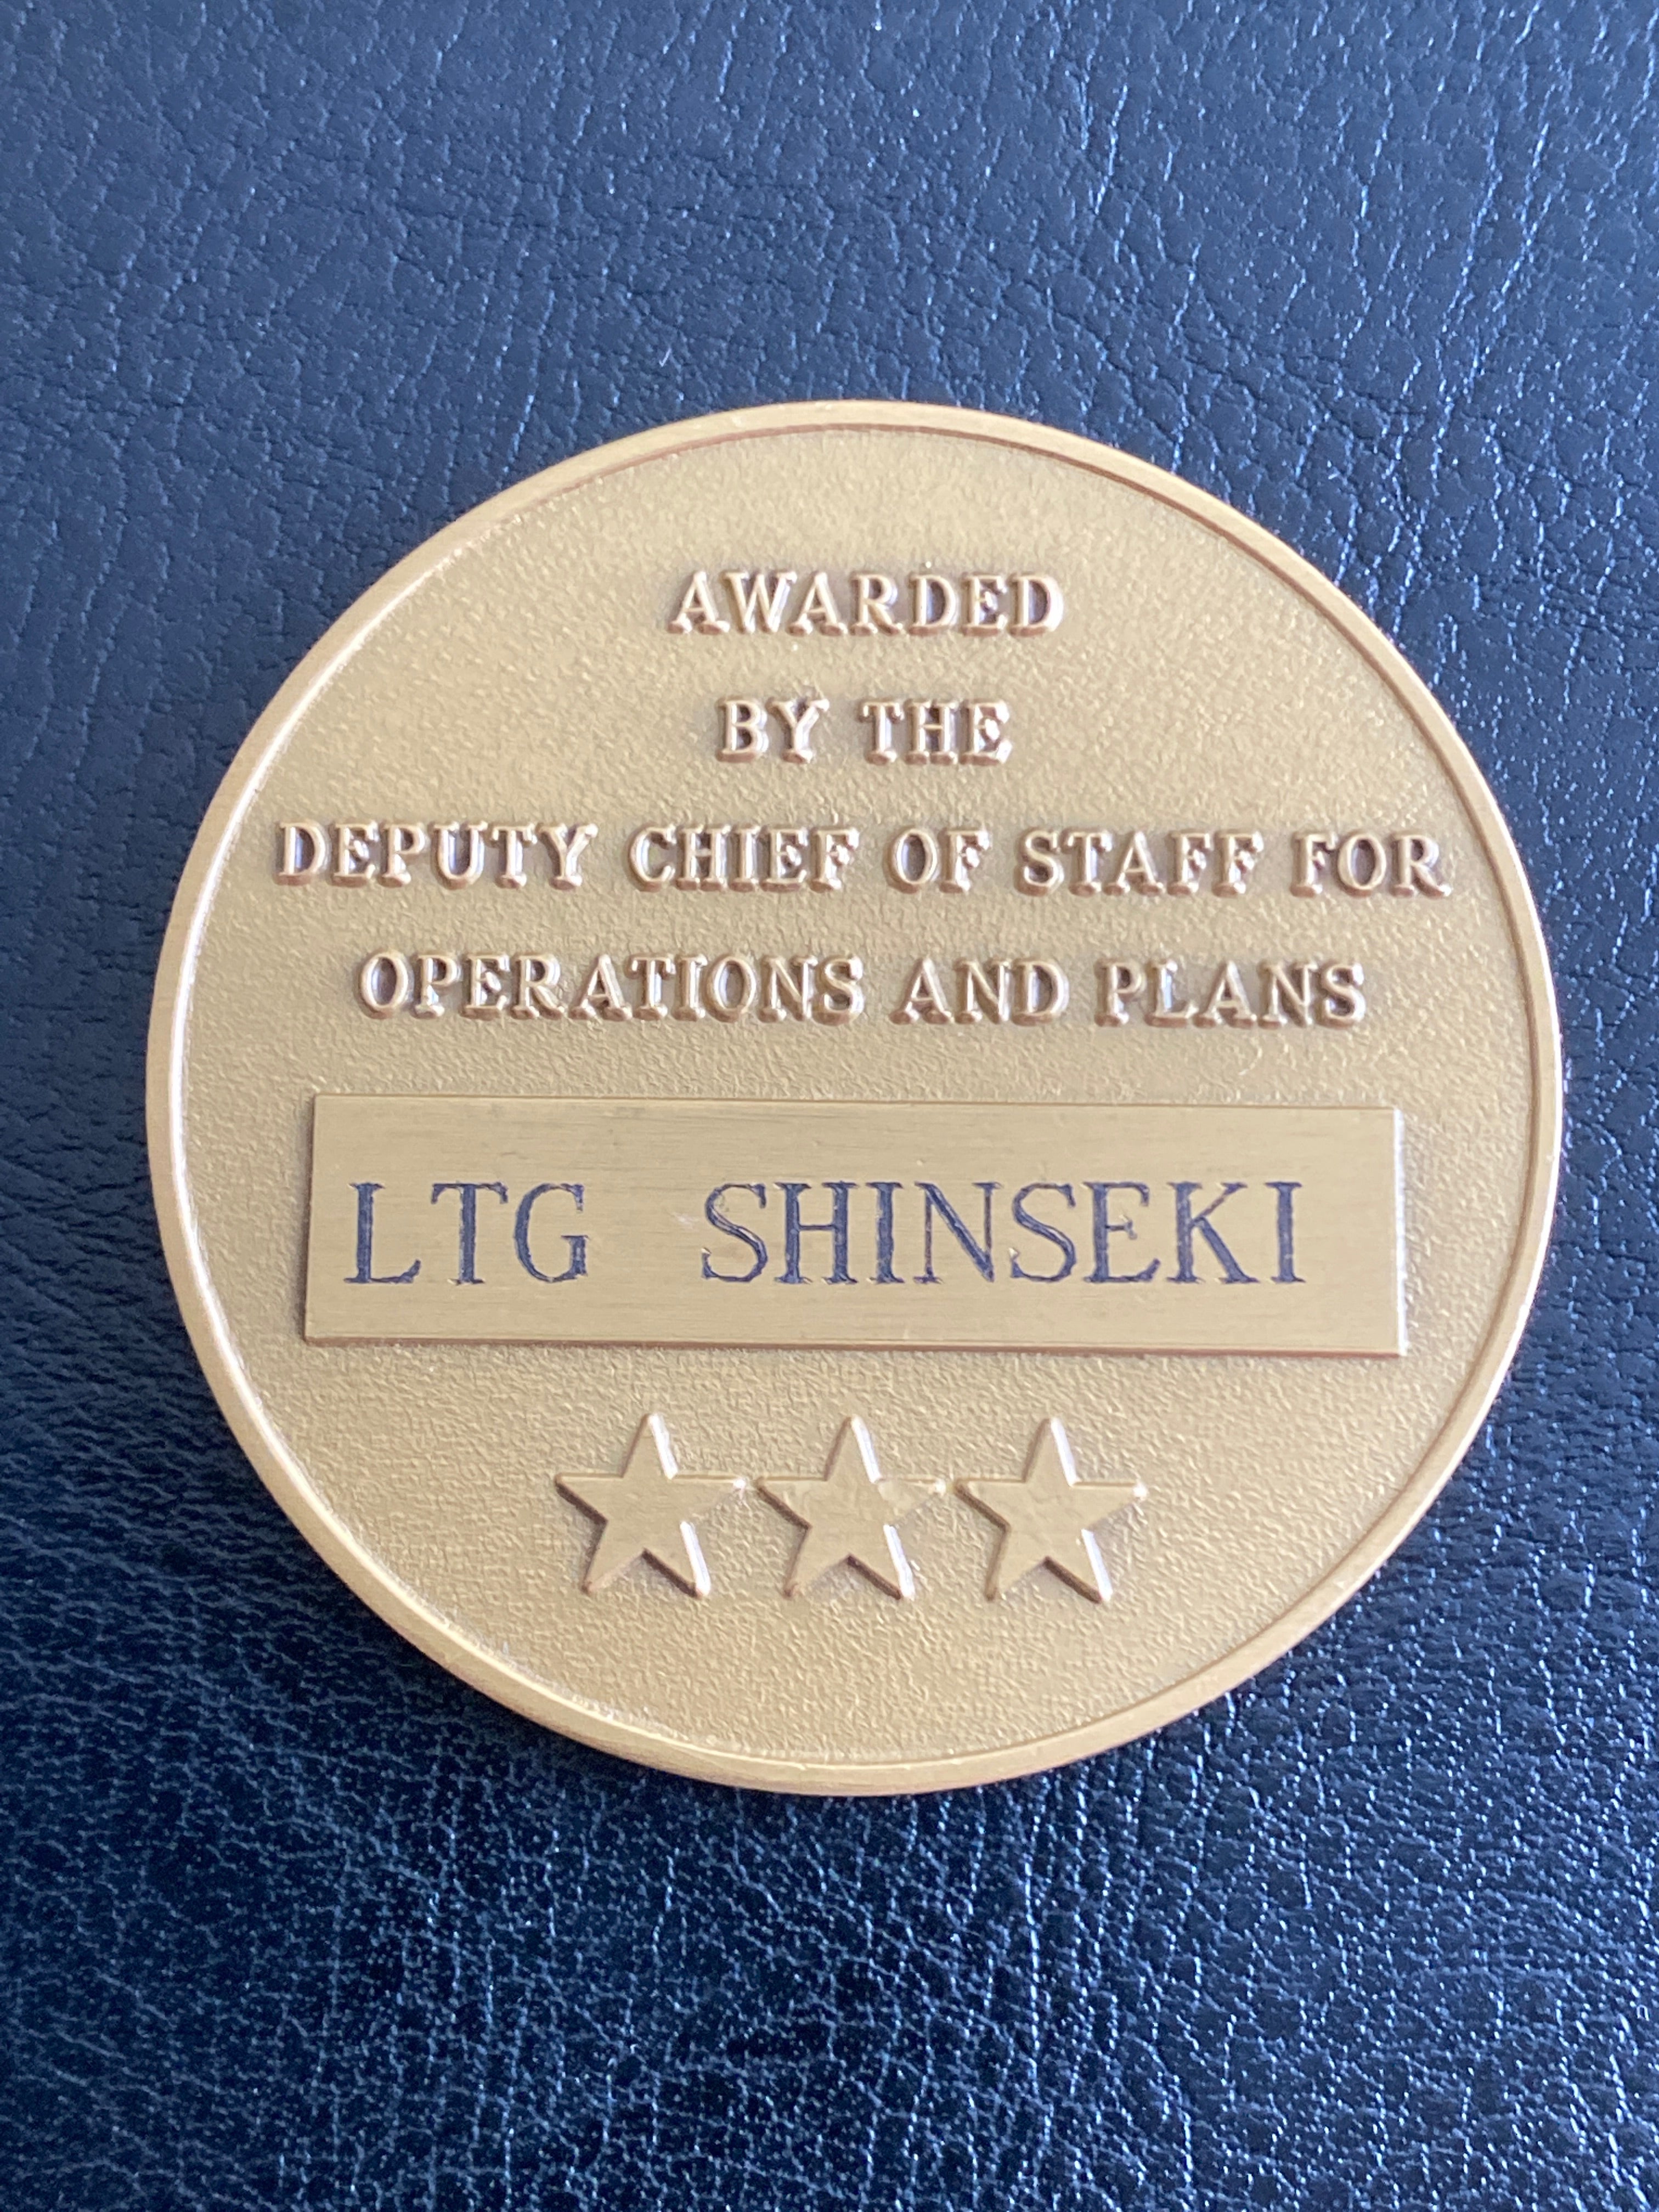 AWARDED
BY THE
DEPUTY CHIEF OF STAFF FOR
OPERATIONS AND PLANS
LTG SHINSEKI